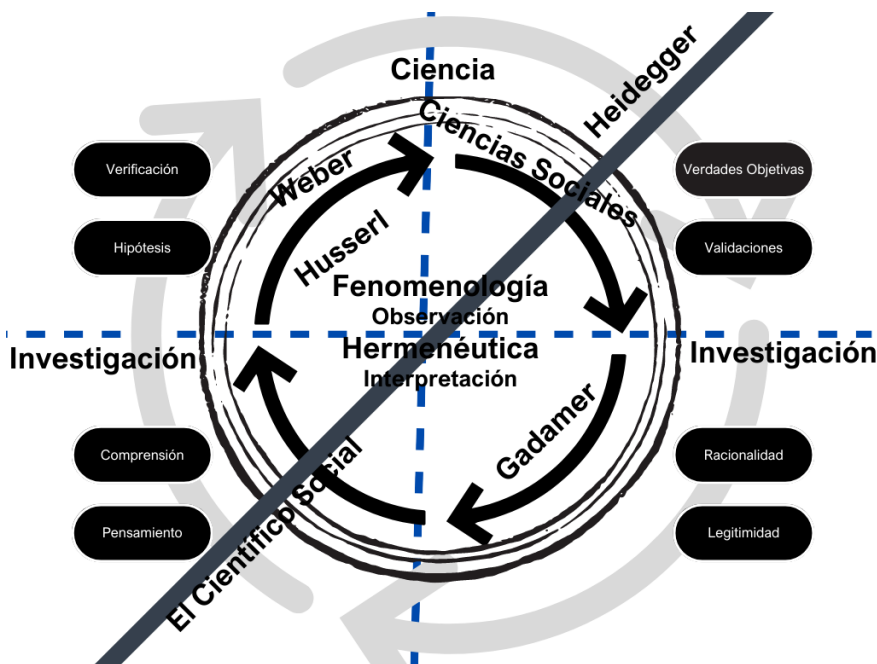 Ciencia
Heidegger
Ciencias Sociales
Weber
Husserl
Verificación
Hipótesis
Verdades Objetivas
Validaciones
Fenomenología
Observación
Hermenéutica
Interpretación
Investigación
Investigación
Gadamer
El Científico Social
Comprensión
Pensamiento
Racionalidad
Legitimidad